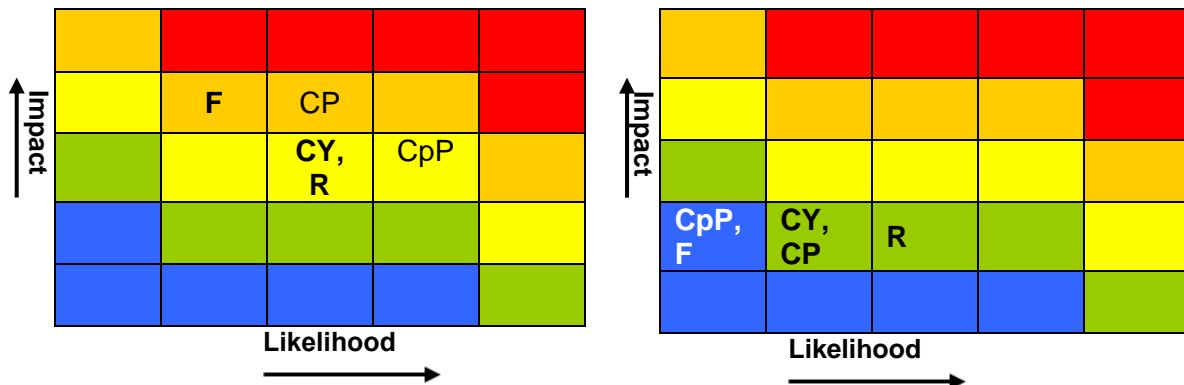 Impact
F
CP
CY,
R
CpP
Likelihood
Impact
CpP,
F
CY,
CP
R
Likelihood